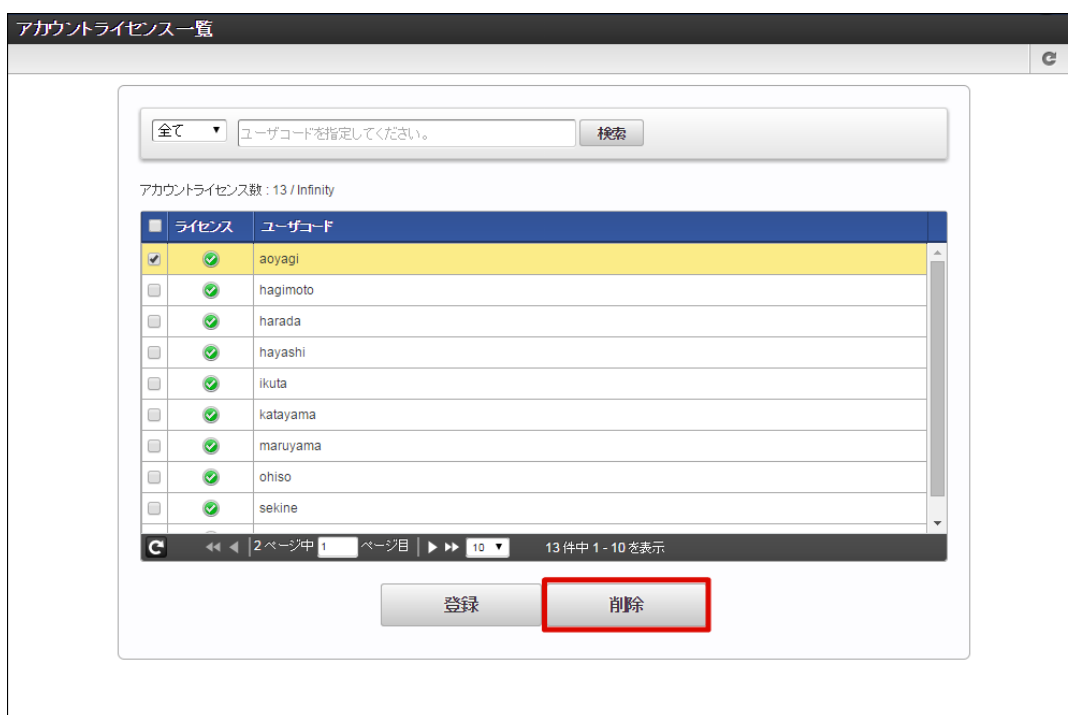 アカウントライセンス一覧
全て ユーザコードを指定してください。 検索
アカウントライセンス数 : 13 / Infinity
ライセンス ユーザコード
aoyagi
hagimoto
harada
hayashi
ikuta
katayama
maruyama
ohiso
sekine
2 ページ中 1 ページ目 10 13 件中 1 - 10 を表示
登録 削除